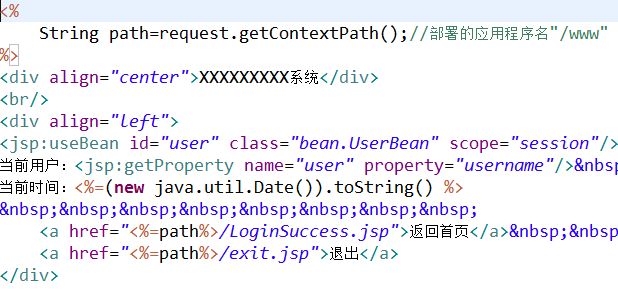 <%
String path=request.getContextPath();//部署的应用程序名"/www"
%>
<div align="center">XXXXXXXXX系统</div>
<br/>
<div align="left">
<jsp:useBean id="user" class="bean.UserBean" scope="session"/>
当前用户：<jsp:getProperty name="user" property="username"/>&nbsp
当前时间：<%=(new java.util.Date()).toString() %>
&nbsp;&nbsp;&nbsp;&nbsp;&nbsp;&nbsp;&nbsp;&nbsp;
<a href="<%=path%>/LoginSuccess.jsp">返回首页</a>&nbsp;&nbsp
<a href="<%=path%>/exit.jsp">退出</a>
</div>